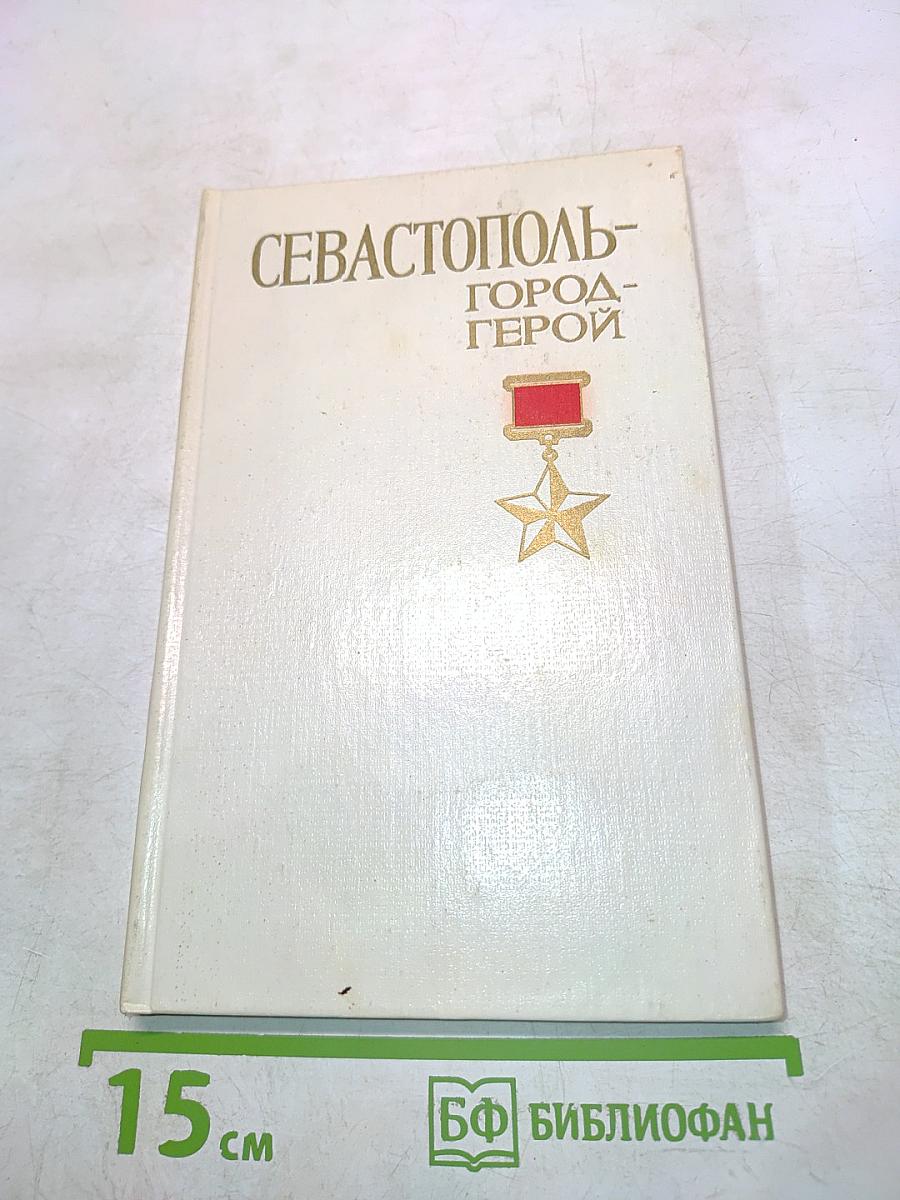 СЕВАСТОПОЛЬ-
ГОРОД-
ГЕРОЙ
15 см
БФ БИБЛИОФАН